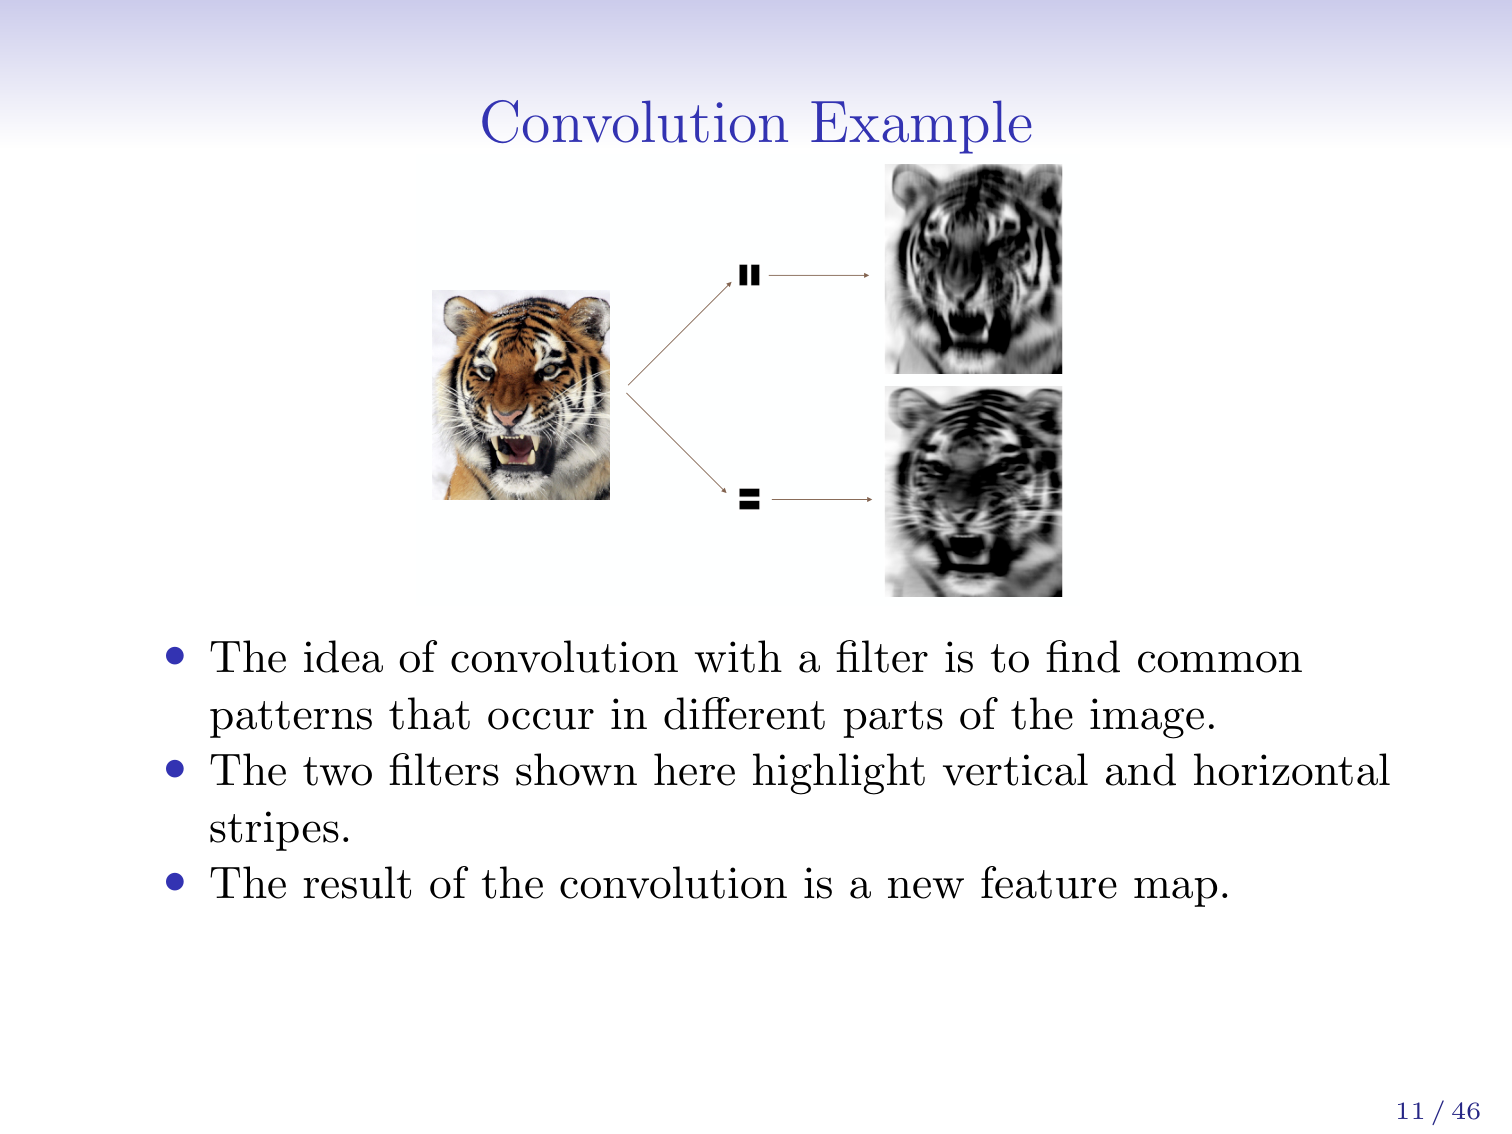 Convolution Example
• The idea of convolution with a filter is to find common
patterns that occur in different parts of the image.
• The two filters shown here highlight vertical and horizontal
stripes.
• The result of the convolution is a new feature map.
11 / 46